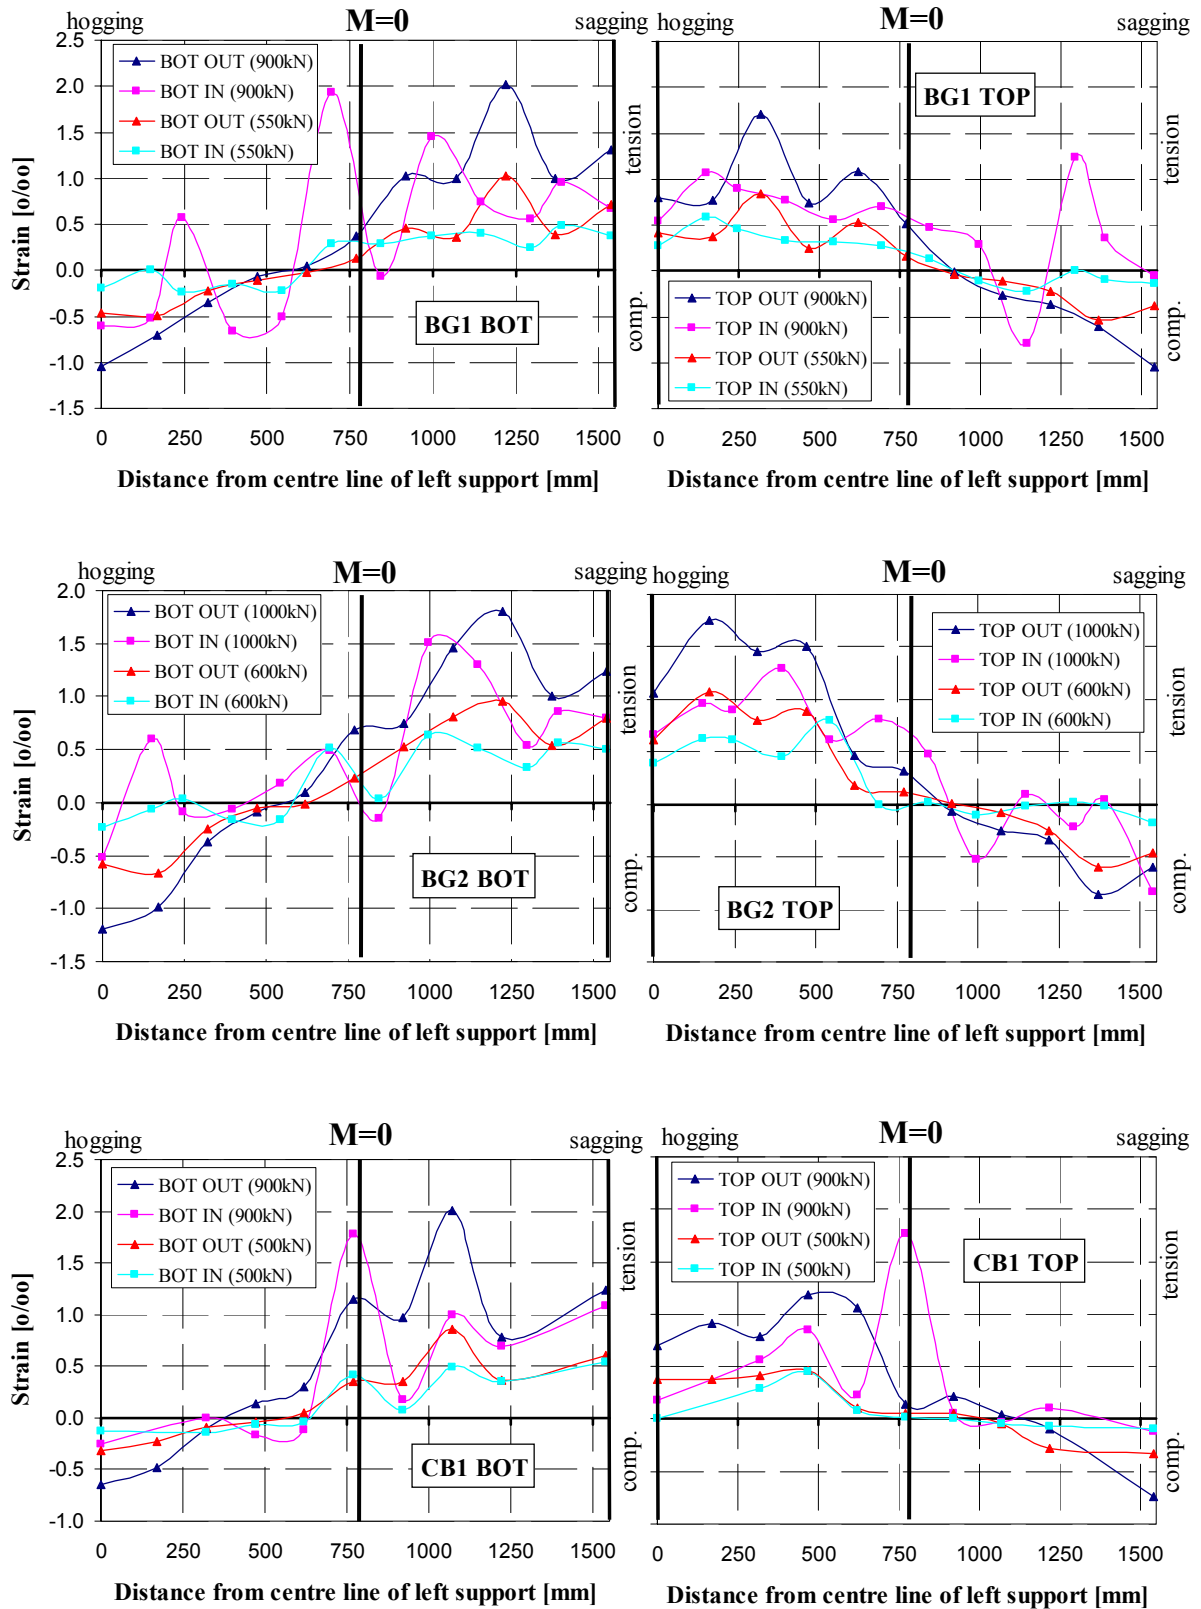 hogging M=0 sagging hogging M=0 sagging
2.5
2.0
1.5
1.0
0.5
0.0
-0.5
-1.0
-1.5
Strain [o/oo]
BOT OUT (900kN)
BOT IN (900kN)
BOT OUT (550kN)
BOT IN (550kN)
BG1 BOT
0 250 500 750 1000 1250 1500
Distance from centre line of left support [mm]
tension
comp.
BG1 TOP
TOP OUT (900kN)
TOP IN (900kN)
TOP OUT (550kN)
TOP IN (550kN)
tension
comp.
0 250 500 750 1000 1250 1500
Distance from centre line of left support [mm]
hogging M=0 sagging hogging M=0 sagging
2.0
1.5
1.0
0.5
0.0
-0.5
-1.0
-1.5
Strain [o/oo]
BOT OUT (1000kN)
BOT IN (1000kN)
BOT OUT (600kN)
BOT IN (600kN)
BG2 BOT
0 250 500 750 1000 1250 1500
Distance from centre line of left support [mm]
tension
comp.
TOP OUT (1000kN)
TOP IN (1000kN)
TOP OUT (600kN)
TOP IN (600kN)
BG2 TOP
tension
comp.
0 250 500 750 1000 1250 1500
Distance from centre line of left support [mm]
hogging M=0 sagging hogging M=0 sagging
2.5
2.0
1.5
1.0
0.5
0.0
-0.5
-1.0
Strain [o/oo]
BOT OUT (900kN)
BOT IN (900kN)
BOT OUT (500kN)
BOT IN (500kN)
CB1 BOT
0 250 500 750 1000 1250 1500
Distance from centre line of left support [mm]
tension
comp.
TOP OUT (900kN)
TOP IN (900kN)
TOP OUT (500kN)
TOP IN (500kN)
CB1 TOP
tension
comp.
0 250 500 750 1000 1250 1500
Distance from centre line of left support [mm]